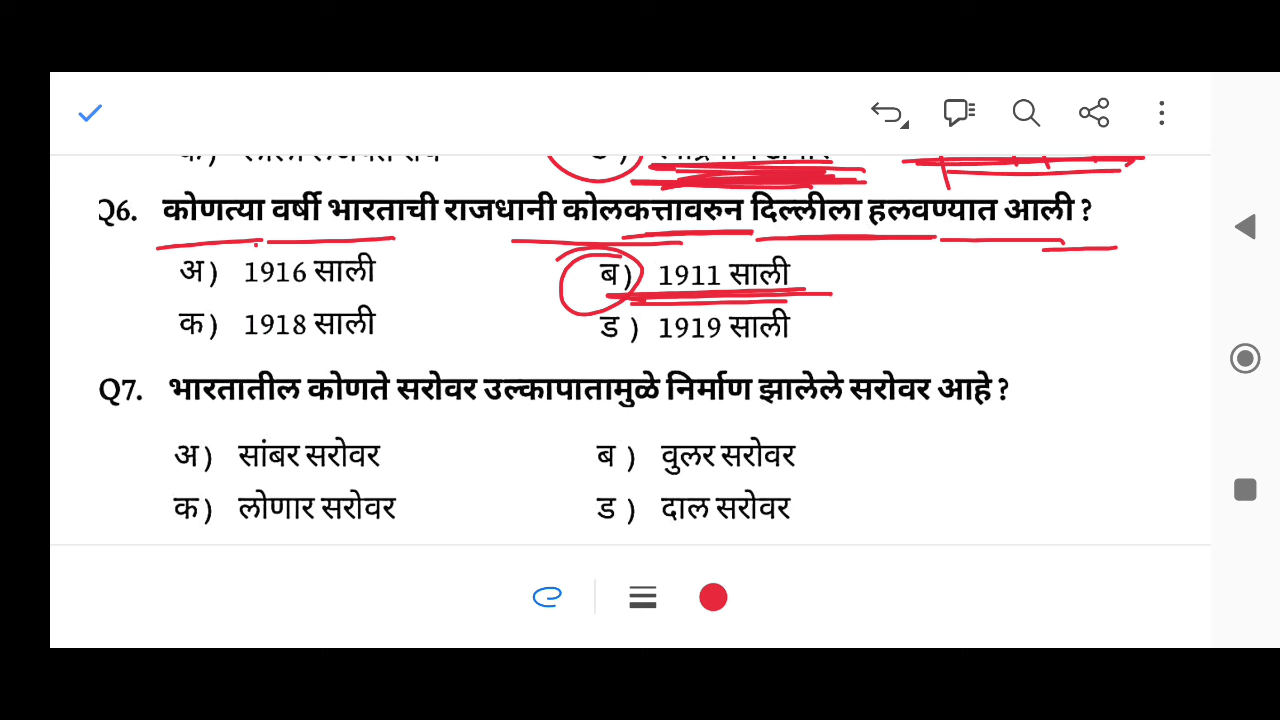 Q6. कोणत्या वर्षी भारताची राजधानी कोलकत्तावरुन दिल्लीला हलवण्यात आली ?
अ ) 1916 साली ब ) 1911 साली
क ) 1918 साली ड ) 1919 साली
Q7. भारतातील कोणते सरोवर उल्कापातामुळे निर्माण झालेले सरोवर आहे ?
अ ) सांबर सरोवर ब ) वुलर सरोवर
क ) लोणार सरोवर ड ) दाल सरोवर